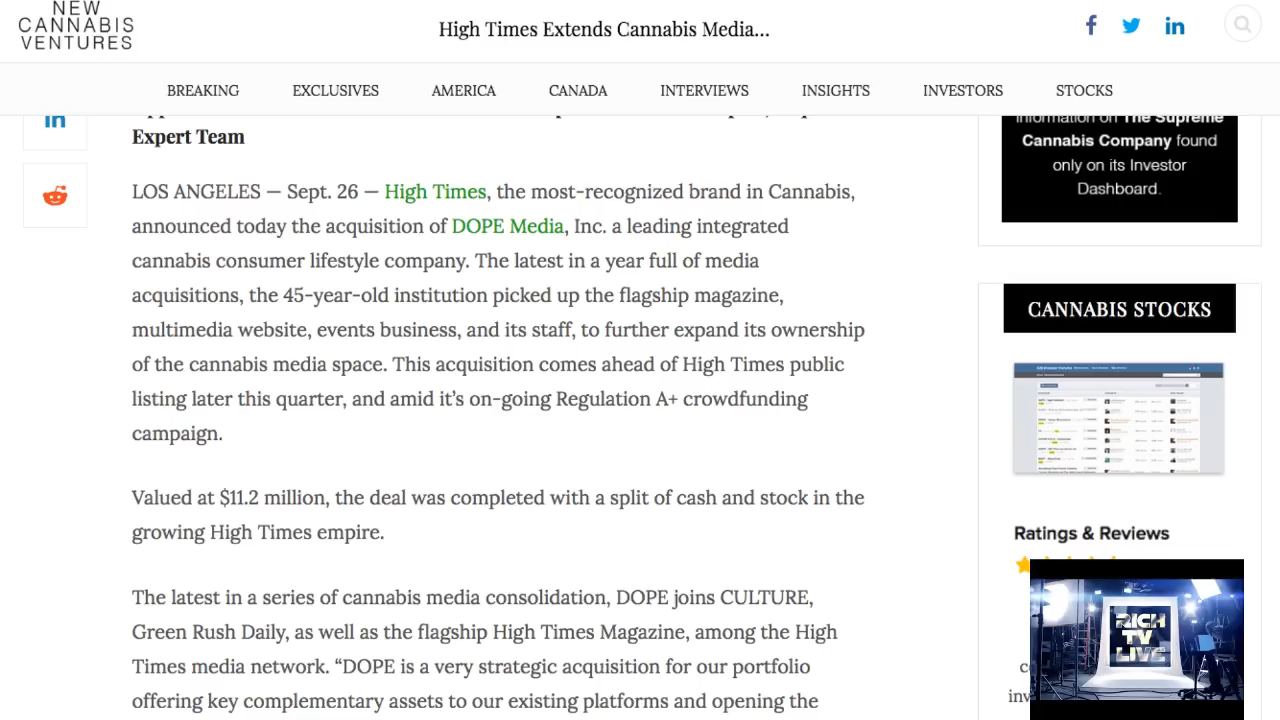 NEW
CANNABIS
VENTURES
High Times Extends Cannabis Media...
BREAKING
EXCLUSIVES
AMERICA
CANADA
INTERVIEWS
INSIGHTS
INVESTORS
STOCKS
Expert Team
LOS ANGELES — Sept. 26 — High Times, the most-recognized brand in Cannabis,
announced today the acquisition of DOPE Media, Inc. a leading integrated
cannabis consumer lifestyle company. The latest in a year full of media
acquisitions, the 45-year-old institution picked up the flagship magazine,
multimedia website, events business, and its staff, to further expand its ownership
of the cannabis media space. This acquisition comes ahead of High Times public
listing later this quarter, and amid it’s on-going Regulation A+ crowdfunding
campaign.
Valued at $11.2 million, the deal was completed with a split of cash and stock in the
growing High Times empire.
The latest in a series of cannabis media consolidation, DOPE joins CULTURE,
Green Rush Daily, as well as the flagship High Times Magazine, among the High
Times media network. “DOPE is a very strategic acquisition for our portfolio
offering key complementary assets to our existing platforms and opening the
information on The Supreme
Cannabis Company found
only on its Investor
Dashboard.
CANNABIS STOCKS
Ratings & Reviews
RICH
TV
LIVE